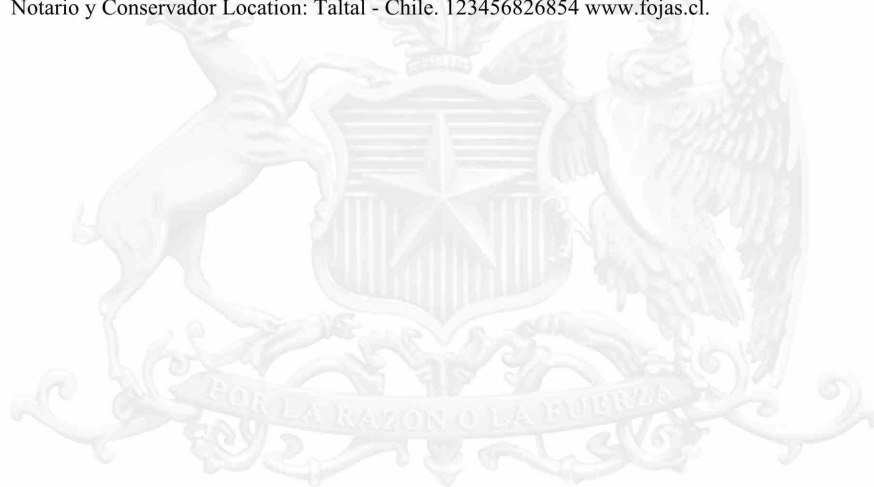 Notario y Conservador Location: Taltal - Chile. 123456826854 www.fojas.cl.
POR LA RAZON O LA FUERZA